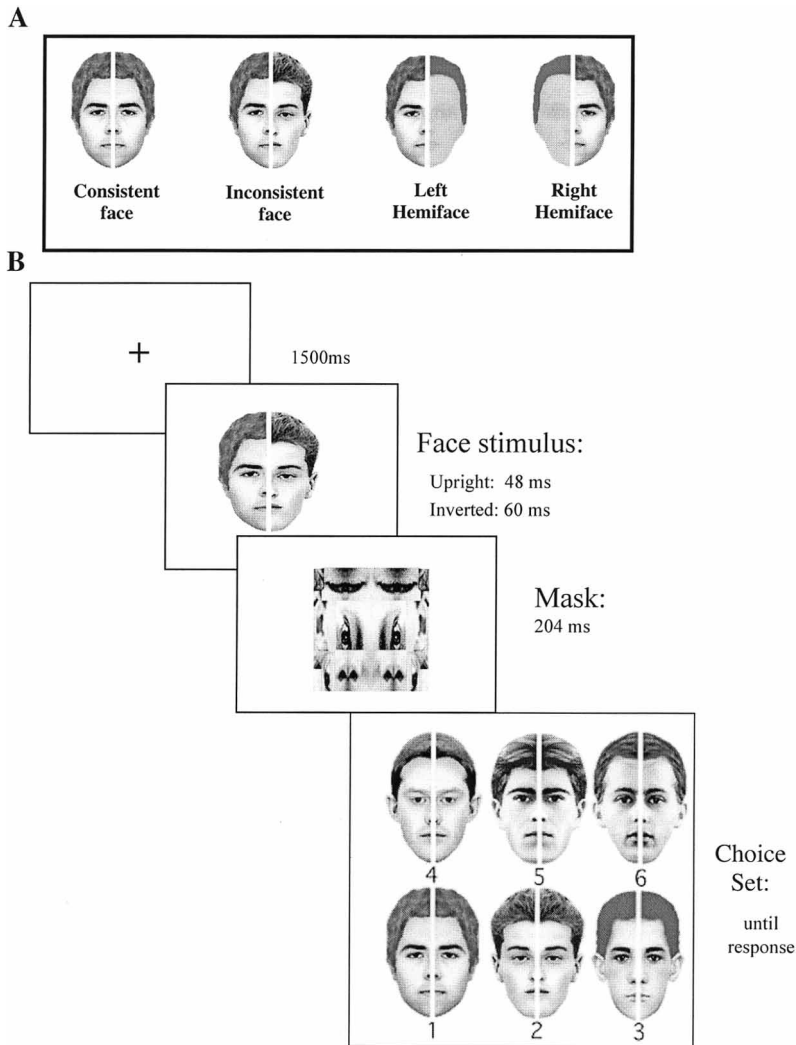 A
Consistent face
Inconsistent face
Left Hemiface
Right Hemiface
B
+
1500ms
Face stimulus:
Upright: 48 ms
Inverted: 60 ms
Mask:
204 ms
4 5 6
1 2 3
Choice
Set:
until
response